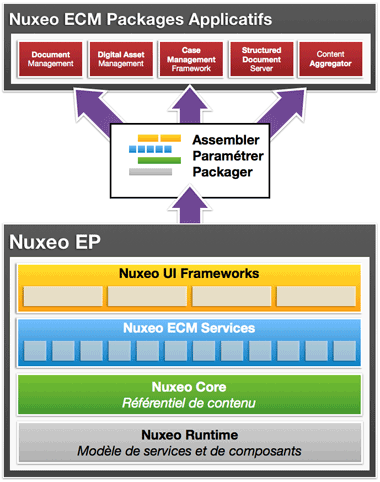 Nuxeo ECM Packages Applicatifs
Document
Management
Digital Asset
Management
Case
Management
Framework
Structured
Document
Server
Content
Aggregator
Assembler
Paramétrer
Packager
Nuxeo EP
Nuxeo UI Frameworks
Nuxeo ECM Services
Nuxeo Core
Référentiel de contenu
Nuxeo Runtime
Modèle de services et de composants